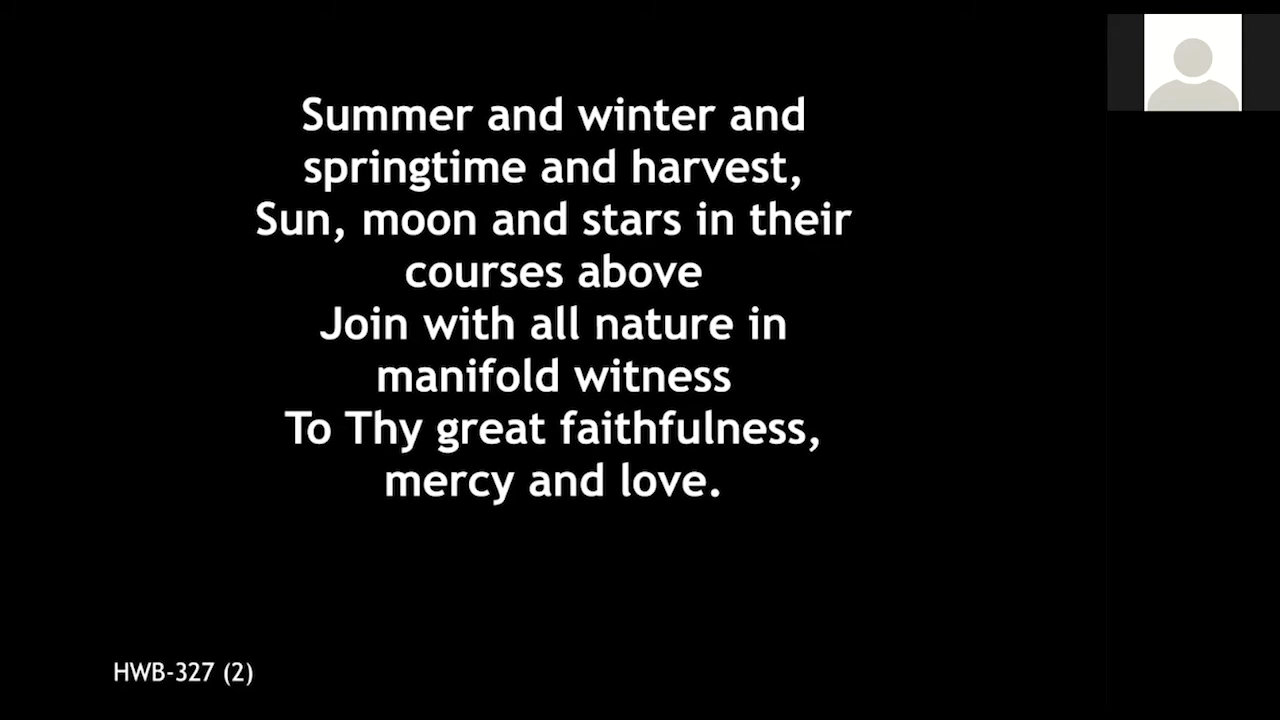 Summer and winter and
springtime and harvest,
Sun, moon and stars in their
courses above
Join with all nature in
manifold witness
To Thy great faithfulness,
mercy and love.
HWB-327 (2)